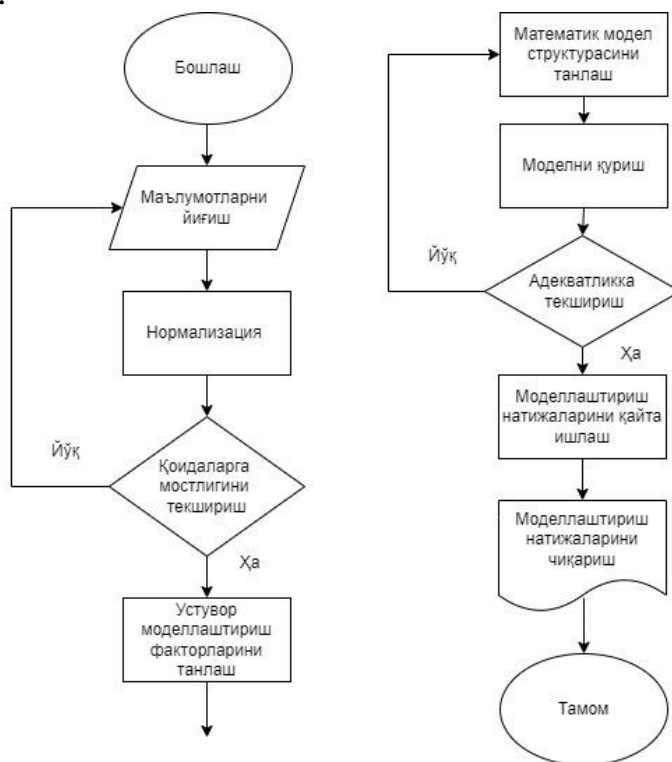 Бошлаш
Маълумотларни
йиғиш
Нормализация
Йўқ
Қоидаларга
мостлигини
текшириш
Ҳа
Устувор
моделлаштириш
факторларини
танлаш
Математик модел
структурасини
танлаш
Моделни қуриш
Йўқ
Адекватликка
текшириш
Ҳа
Моделлаштириш
натижаларини қайта
ишлаш
Моделлаштириш
натижаларини
чиқариш
Тамом